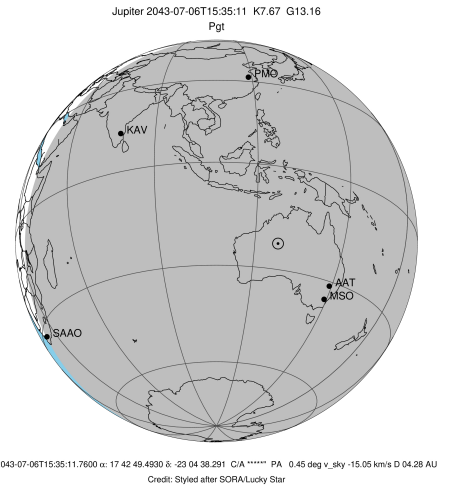 Jupiter 2043-07-06T15:35:11 K7.67 G13.16
Pgt
PMO
KAV
AAT
MSO
SAAO
043-07-06T15:35:11.7600 α: 17 42 49.4930 δ: -23 04 38.291 C/A *****" PA 0.45 deg v_sky -15.05 km/s D 04.28 AU
Credit: Styled after SORA/Lucky Star